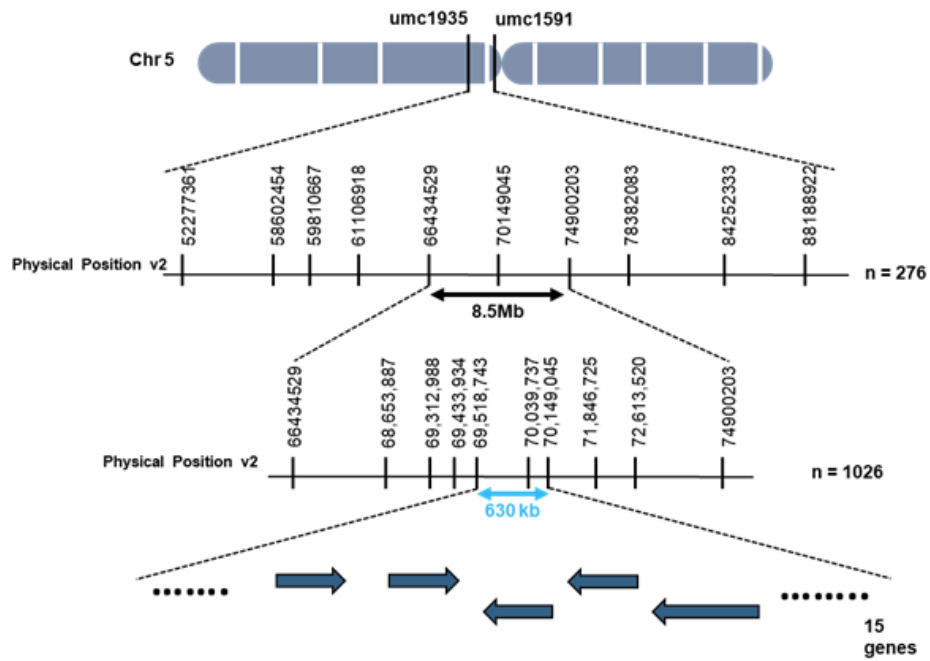 umc1935 umc1591
Chr 5
52277361
58602454
59810667
61106918
66434529
70149045
74900203
78382083
84252333
88188922
Physical Position v2
n = 276
8.5Mb
66434529
68,653,887
69,312,988
69,433,934
69,518,743
70,039,737
70,149,045
71,846,725
72,613,520
74900203
Physical Position v2
n = 1026
630 kb
15
genes